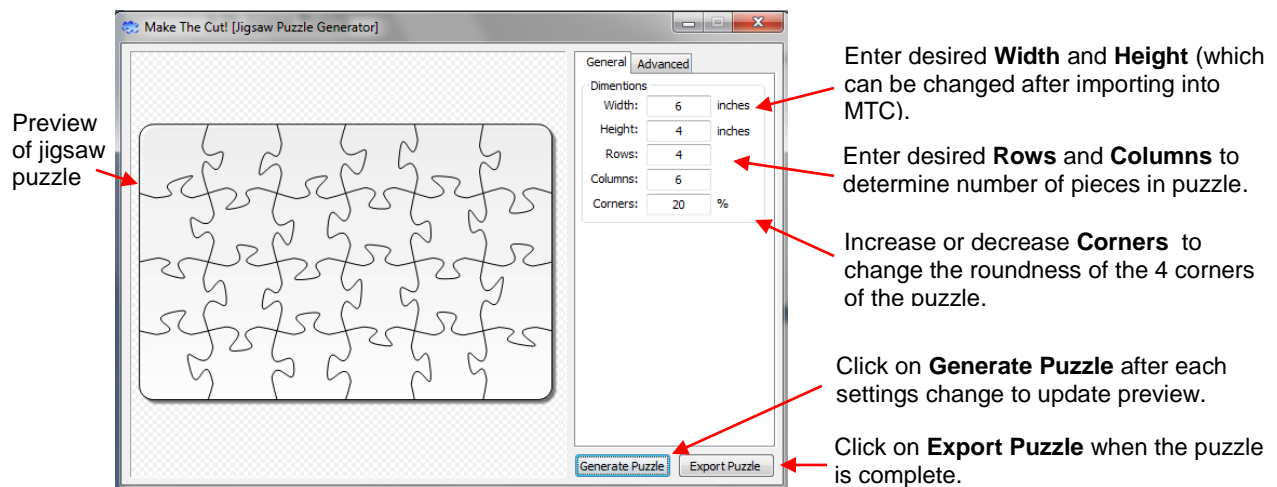 Make The Cut! [Jigsaw Puzzle Generator]
Preview
of jigsaw
puzzle
General Advanced
Dimentions
Width: 6 inches
Height: 4 inches
Rows: 4
Columns: 6
Corners: 20 %
Generate Puzzle Export Puzzle
Enter desired Width and Height (which
can be changed after importing into
MTC).
Enter desired Rows and Columns to
determine number of pieces in puzzle.
Increase or decrease Corners to
change the roundness of the 4 corners
of the puzzle.
Click on Generate Puzzle after each
settings change to update preview.
Click on Export Puzzle when the puzzle
is complete.